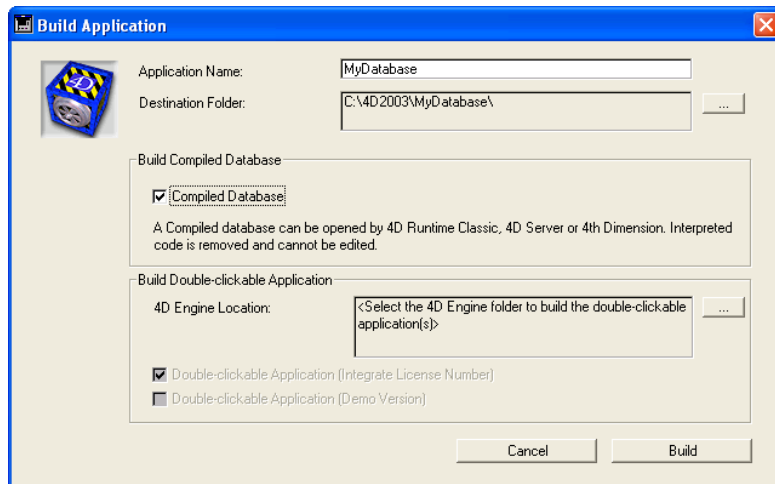 Build Application
Application Name:
MyDatabase
Destination Folder:
C:\4D2003\MyDatabase\
...
Build Compiled Database
Compiled Database
A Compiled database can be opened by 4D Runtime Classic, 4D Server or 4th Dimension. Interpreted
code is removed and cannot be edited.
Build Double-clickable Application
4D Engine Location:
<Select the 4D Engine folder to build the double-clickable
application(s)>
...
Double-clickable Application (Integrate License Number)
Double-clickable Application (Demo Version)
Cancel
Build